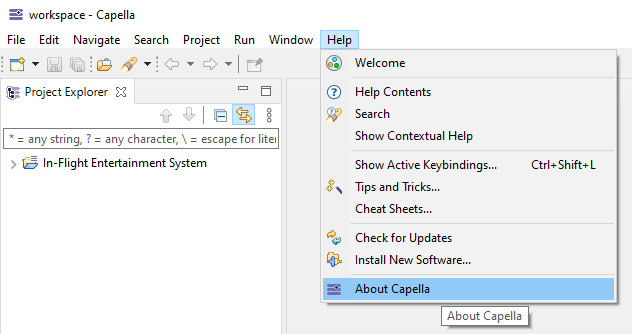 workspace - Capella
File Edit Navigate Search Project Run Window Help
Project Explorer
* = any string, ? = any character, \ = escape for liter
In-Flight Entertainment System
Welcome
Help Contents
Search
Show Contextual Help
Show Active Keybindings... Ctrl+Shift+L
Tips and Tricks...
Cheat Sheets...
Check for Updates
Install New Software...
About Capella
About Capella